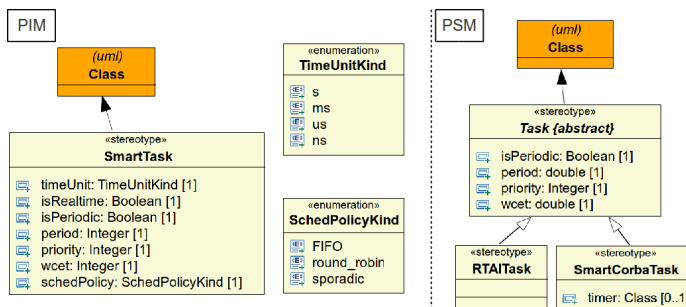 PIM
(uml)
Class
«stereotype»
SmartTask
timeUnit: TimeUnitKind [1]
isRealtime: Boolean [1]
isPeriodic: Boolean [1]
period: Integer [1]
priority: Integer [1]
wcet: Integer [1]
schedPolicy: SchedPolicyKind [1]
«enumeration»
TimeUnitKind
s
ms
us
ns
«enumeration»
SchedPolicyKind
FIFO
round_robin
sporadic
PSM
(uml)
Class
«stereotype»
Task {abstract}
isPeriodic: Boolean [1]
period: double [1]
priority: Integer [1]
wcet: double [1]
«stereotype»
RTAITask
«stereotype»
SmartCorbaTask
timer: Class [0..1